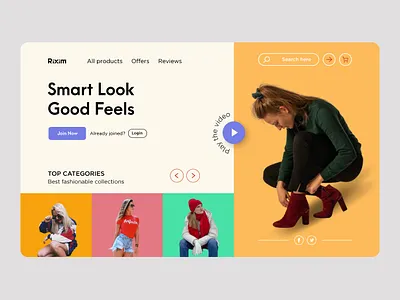 Rixim
All products
Offers
Reviews
Search here
Smart Look
Good Feels
Join Now
Already joined?
Login
play the video
TOP CATEGORIES
Best fashionable collections